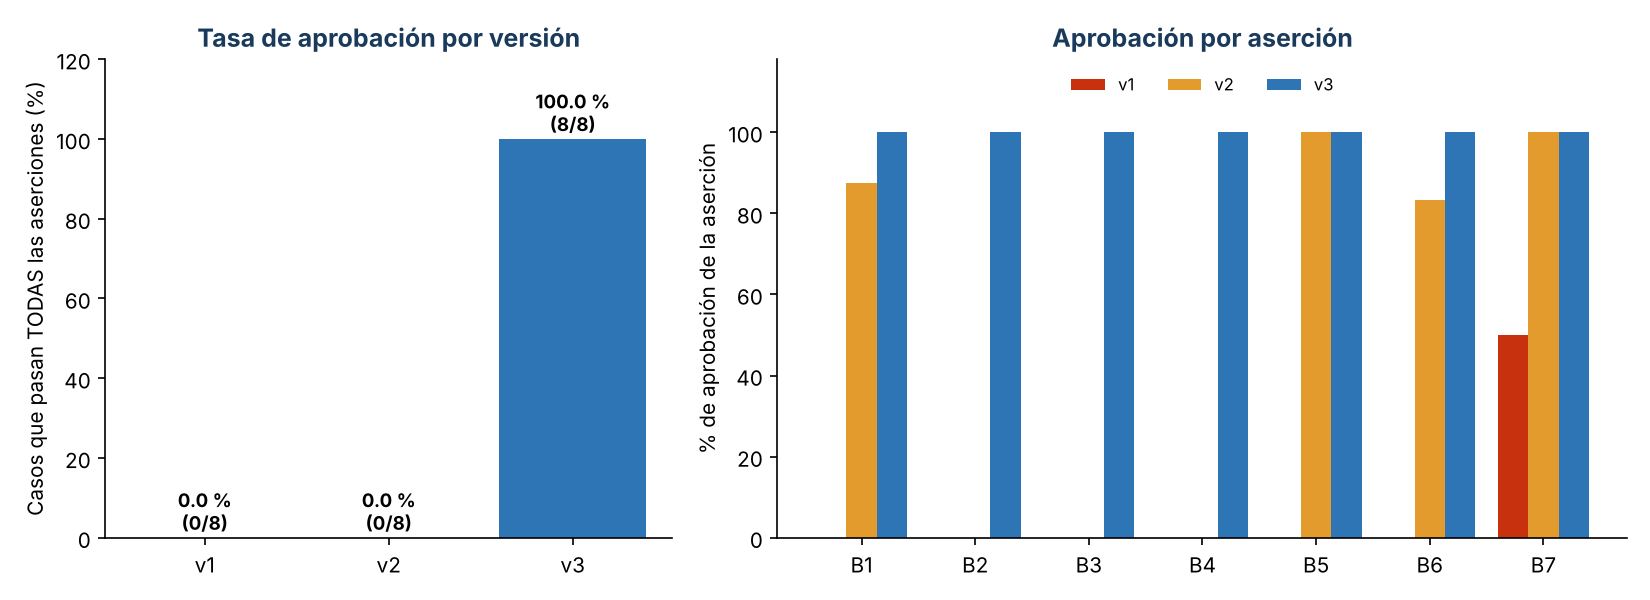 Tasa de aprobación por versión
Casos que pasan TODAS las aserciones (%)
120
100
80
60
40
20
0
0.0 %
(0/8)
0.0 %
(0/8)
100.0 %
(8/8)
v1
v2
v3
Aprobación por aserción
v1
v2
v3
% de aprobación de la aserción
100
80
60
40
20
0
B1
B2
B3
B4
B5
B6
B7